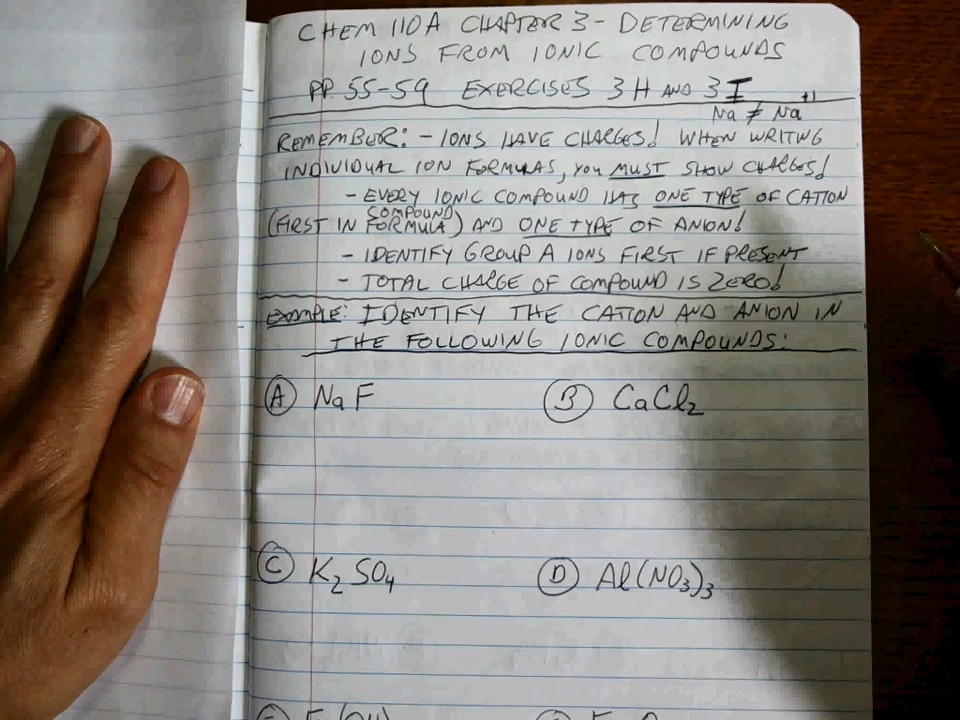 CHEM 110A CHAPTER 3 - DETERMINING
IONS FROM IONIC COMPOUNDS
PP. 55-59 EXERCISES 3H AND 3I
Na ≠ Na⁺¹
REMEMBER: - IONS HAVE CHARGES! WHEN WRITING
INDIVIDUAL ION FORMULAS, YOU MUST SHOW CHARGES!
- EVERY IONIC COMPOUND HAS ONE TYPE OF CATION
(FIRST IN COMPOUND FORMULA) AND ONE TYPE OF ANION!
- IDENTIFY GROUP A IONS FIRST IF PRESENT
- TOTAL CHARGE OF COMPOUND IS ZERO!
EXAMPLE: IDENTIFY THE CATION AND ANION IN
THE FOLLOWING IONIC COMPOUNDS:
Ⓐ NaF Ⓑ CaCl₂
Ⓒ K₂SO₄ Ⓓ Al(NO₃)₃